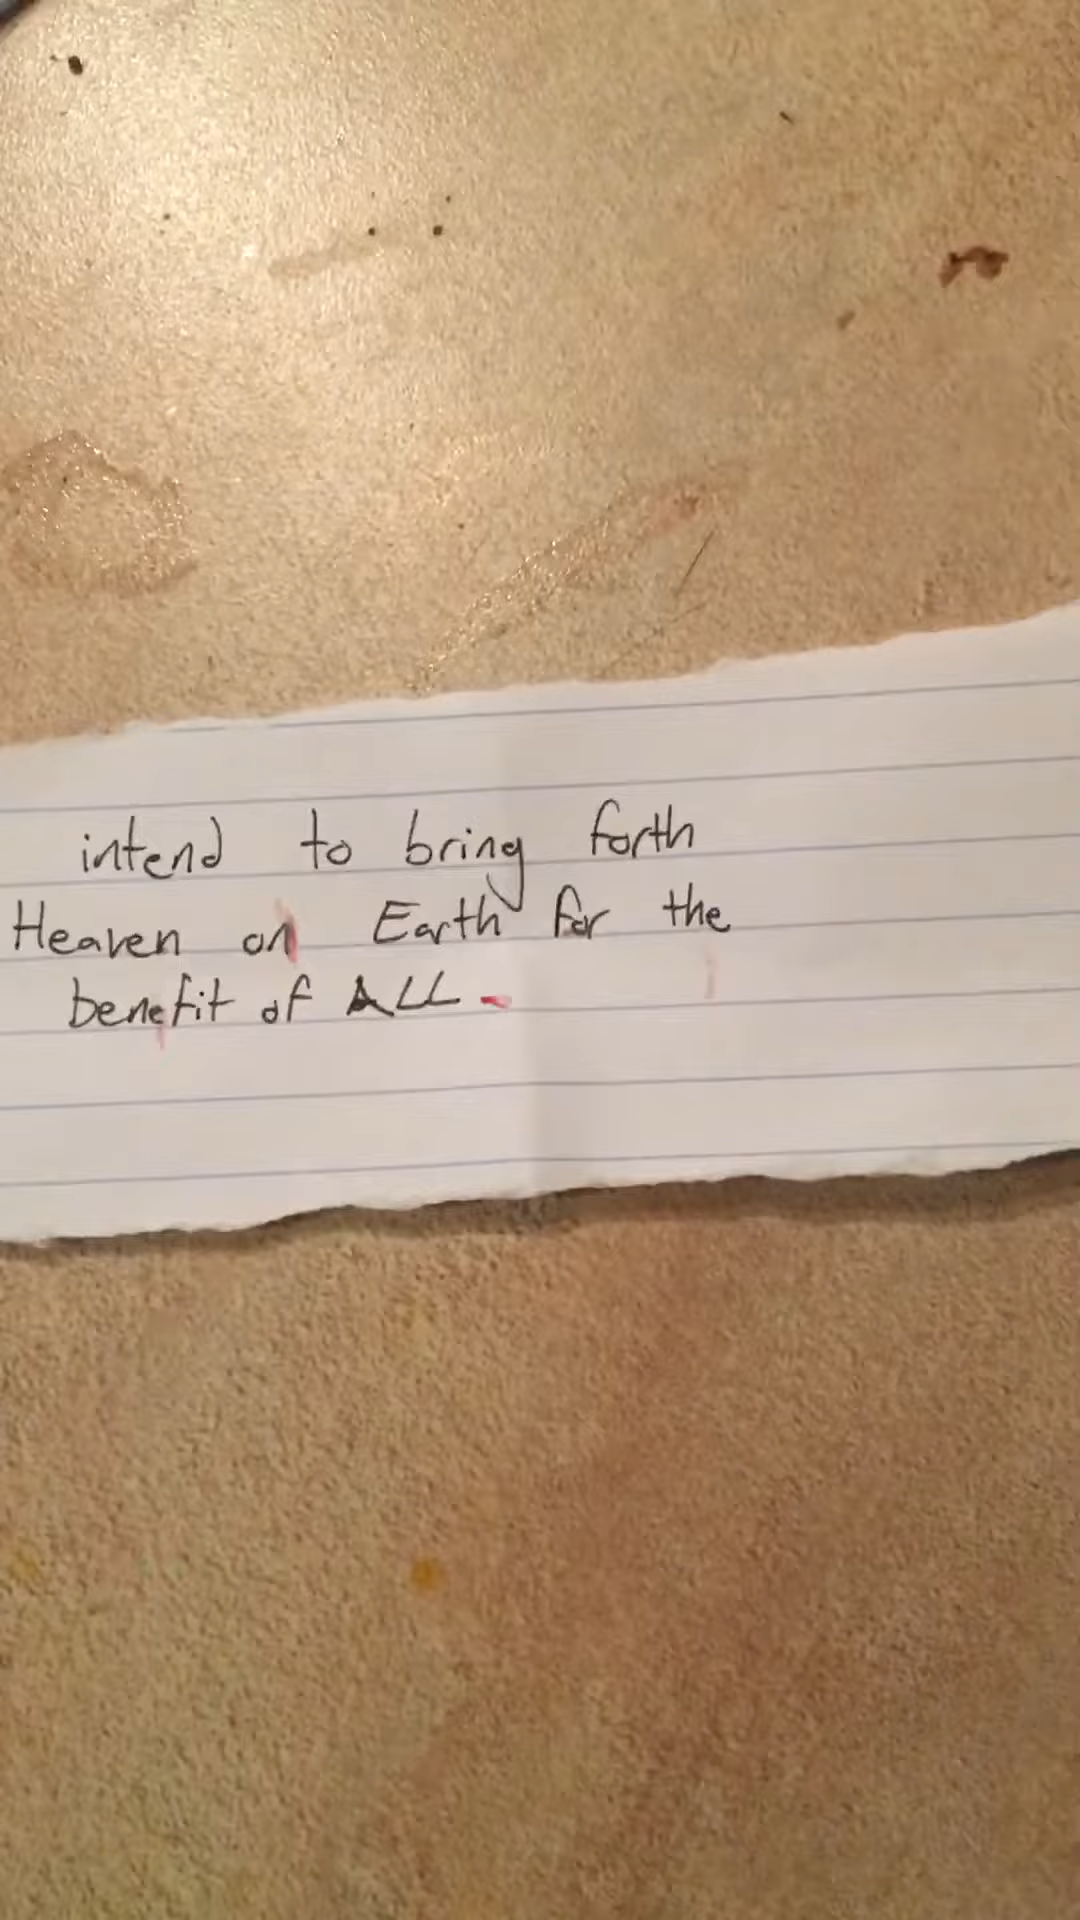 intend to bring forth
Heaven on Earth for the
benefit of ALL.